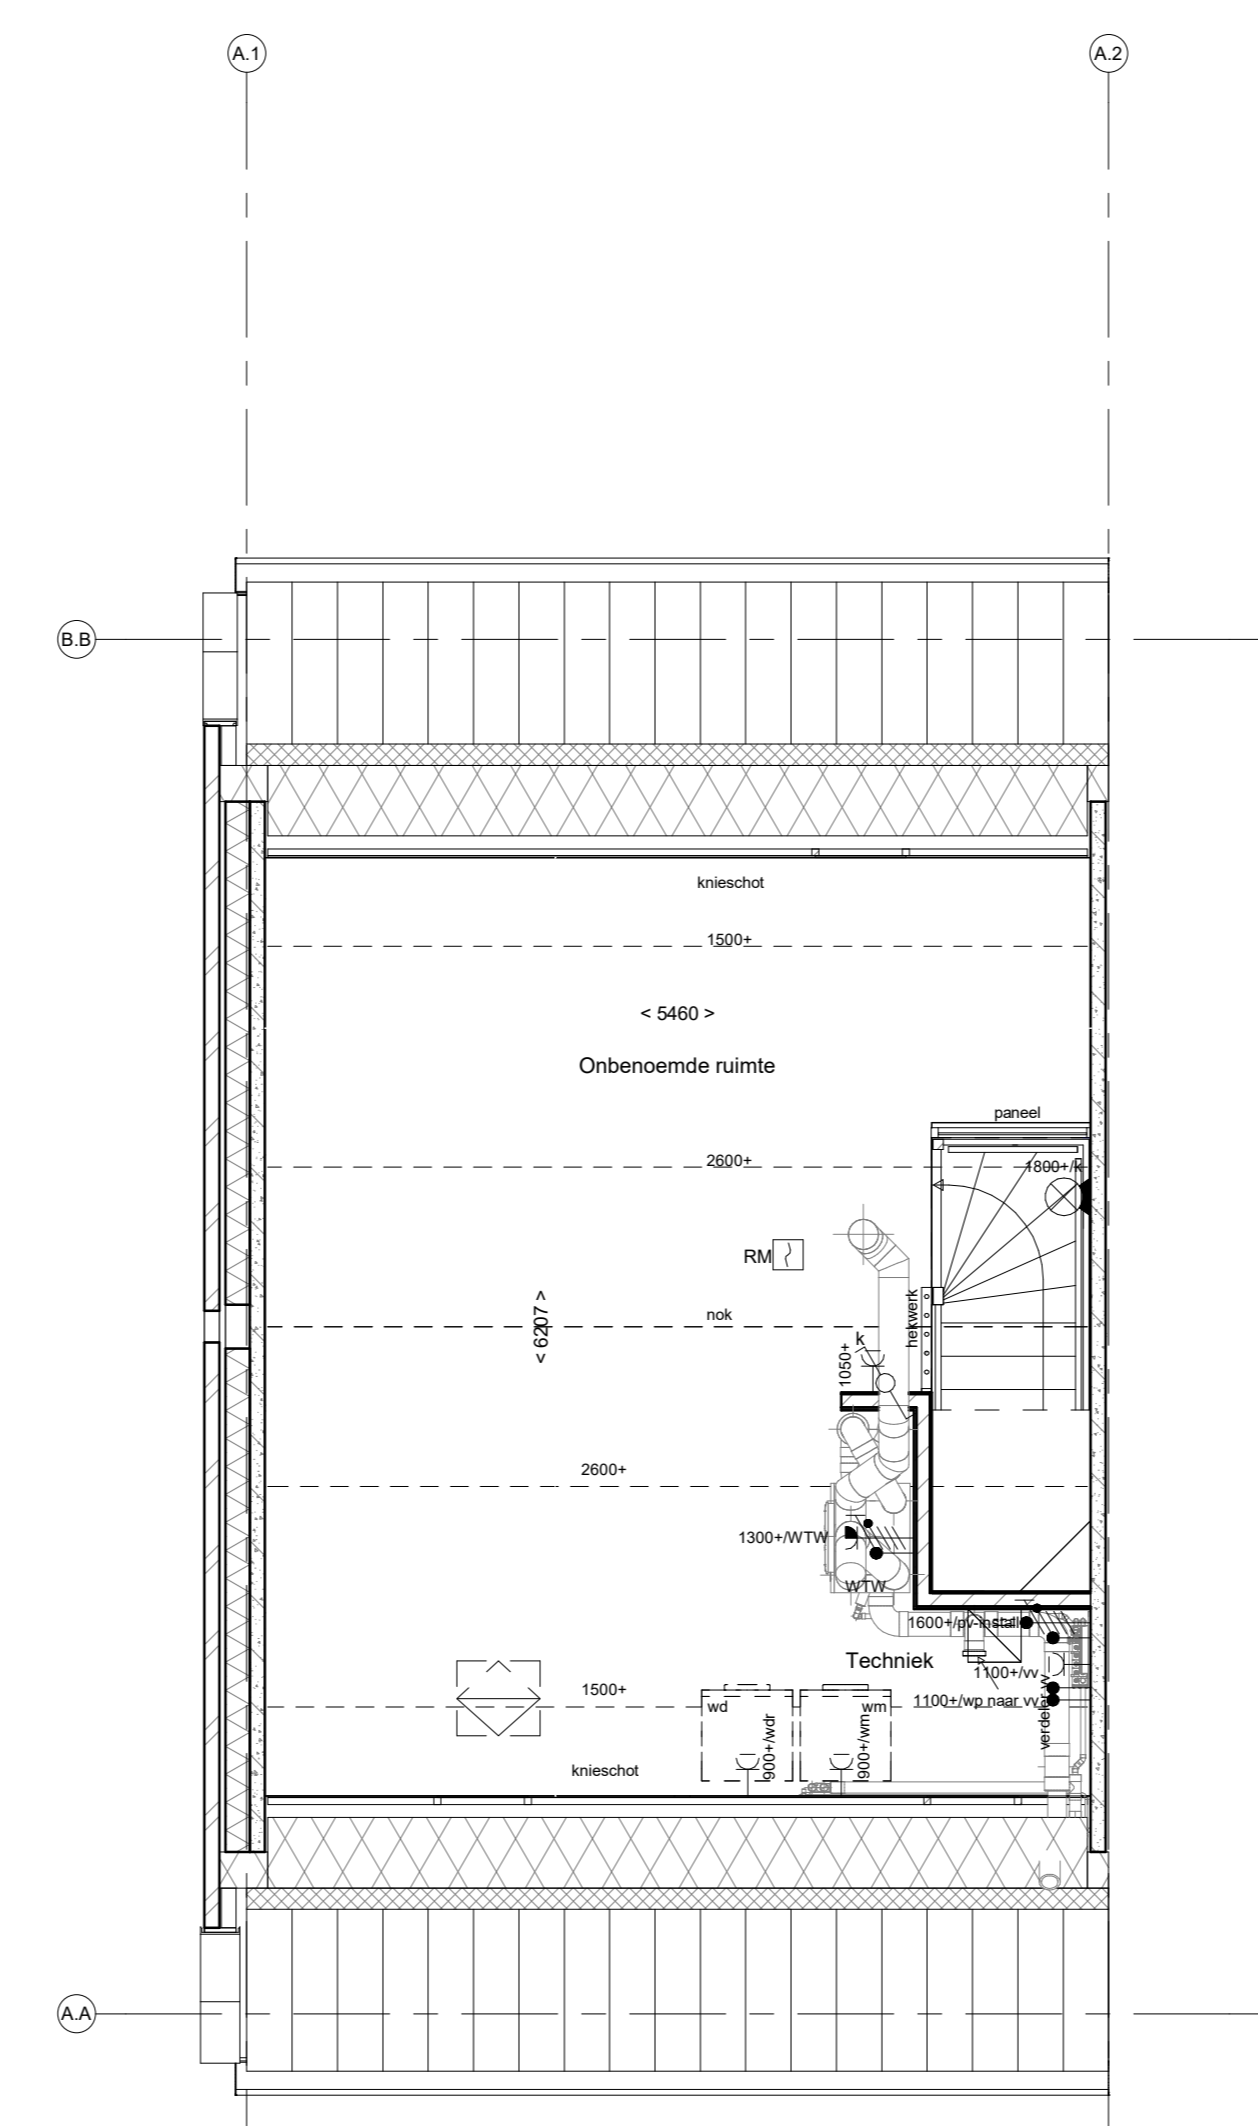 A.1
A.2
B.B
knieschot
1500+
< 5460 >
Onbenoemde ruimte
paneel
2600+
1800+/k
RM
hekwerk
< 6207 >
nok
k
1050+
2600+
1300+/WTW
WTW
1600+/pv-install
Techniek
1100+/vv
1500+
1100+/wp naar vv
verdeler vv
wd
wm
900+/wdr
900+/wm
knieschot
A.A